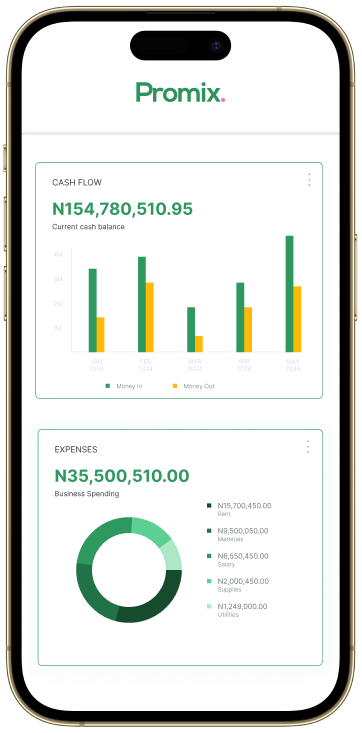 Promix.
CASH FLOW
N154,780,510.95
Current cash balance
4M
3M
2M
1M
JAN FEB MAR APR MAY
2024 2024 2024 2024 2024
Money In Money Out
EXPENSES
N35,500,510.00
Business Spending
N15,700,450.00
Rent
N9,500,050.00
Materials
N6,550,450.00
Salary
N2,000,450.00
Supplies
N1,249,000.00
Utilities